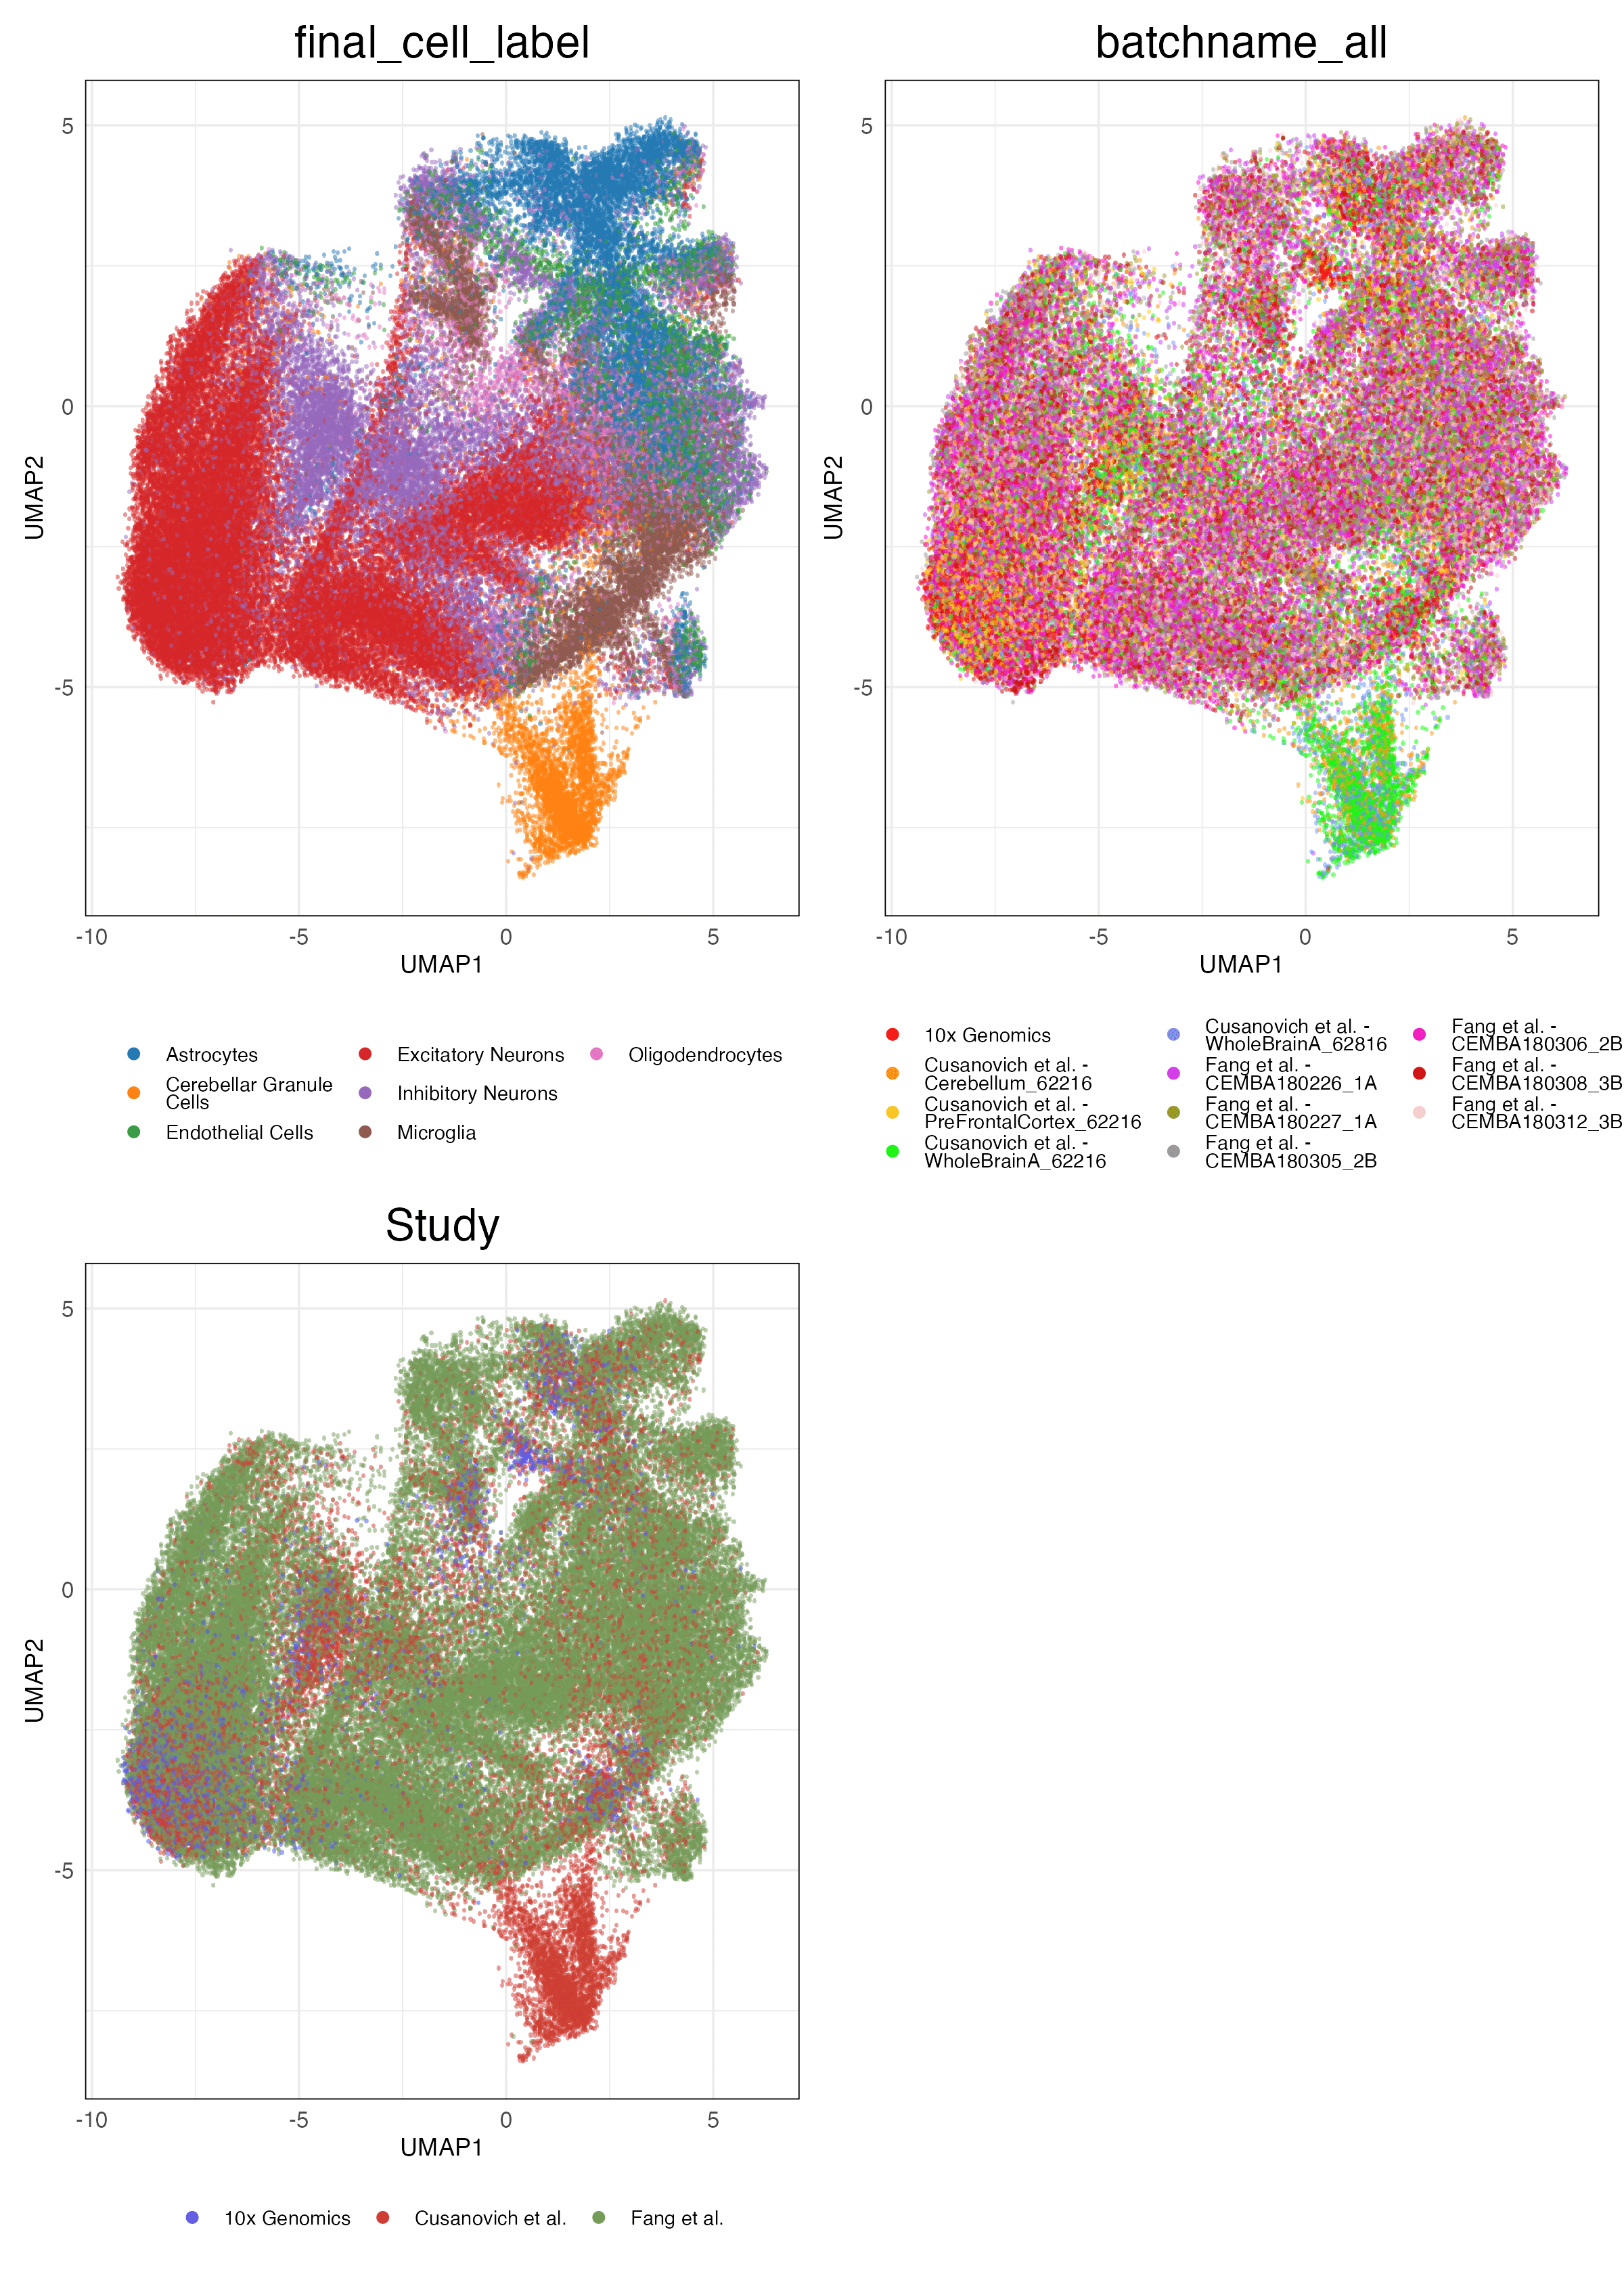 final_cell_label
5
0
-5
UMAP2
-10
-5
0
5
UMAP1
Astrocytes
Cerebellar Granule
Cells
Endothelial Cells
Excitatory Neurons
Inhibitory Neurons
Microglia
Oligodendrocytes
batchname_all
5
0
-5
UMAP2
-10
-5
0
5
UMAP1
10x Genomics
Cusanovich et al. -
Cerebellum_62216
Cusanovich et al. -
PreFrontalCortex_62216
Cusanovich et al. -
WholeBrainA_62216
Cusanovich et al. -
WholeBrainA_62816
Fang et al. -
CEMBA180226_1A
Fang et al. -
CEMBA180227_1A
Fang et al. -
CEMBA180305_2B
Fang et al. -
CEMBA180306_2B
Fang et al. -
CEMBA180308_3B
Fang et al. -
CEMBA180312_3B
Study
5
0
-5
UMAP2
-10
-5
0
5
UMAP1
10x Genomics
Cusanovich et al.
Fang et al.